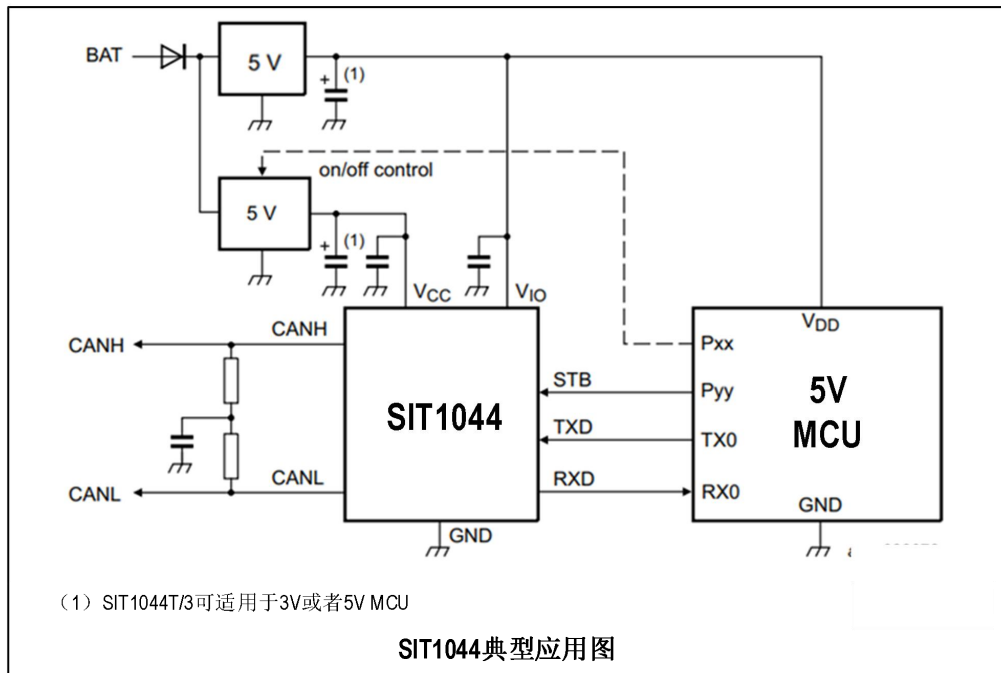 BAT
5 V
(1)
+
on/off control
5 V
+
(1)
VCC
VIO
VDD
CANH
CANH
Pxx
STB
Pyy
SIT1044
5V
MCU
TXD
TX0
CANL
CANL
RXD
RX0
GND
GND
（1）SIT1044T/3可适用于3V或者5V MCU
SIT1044典型应用图